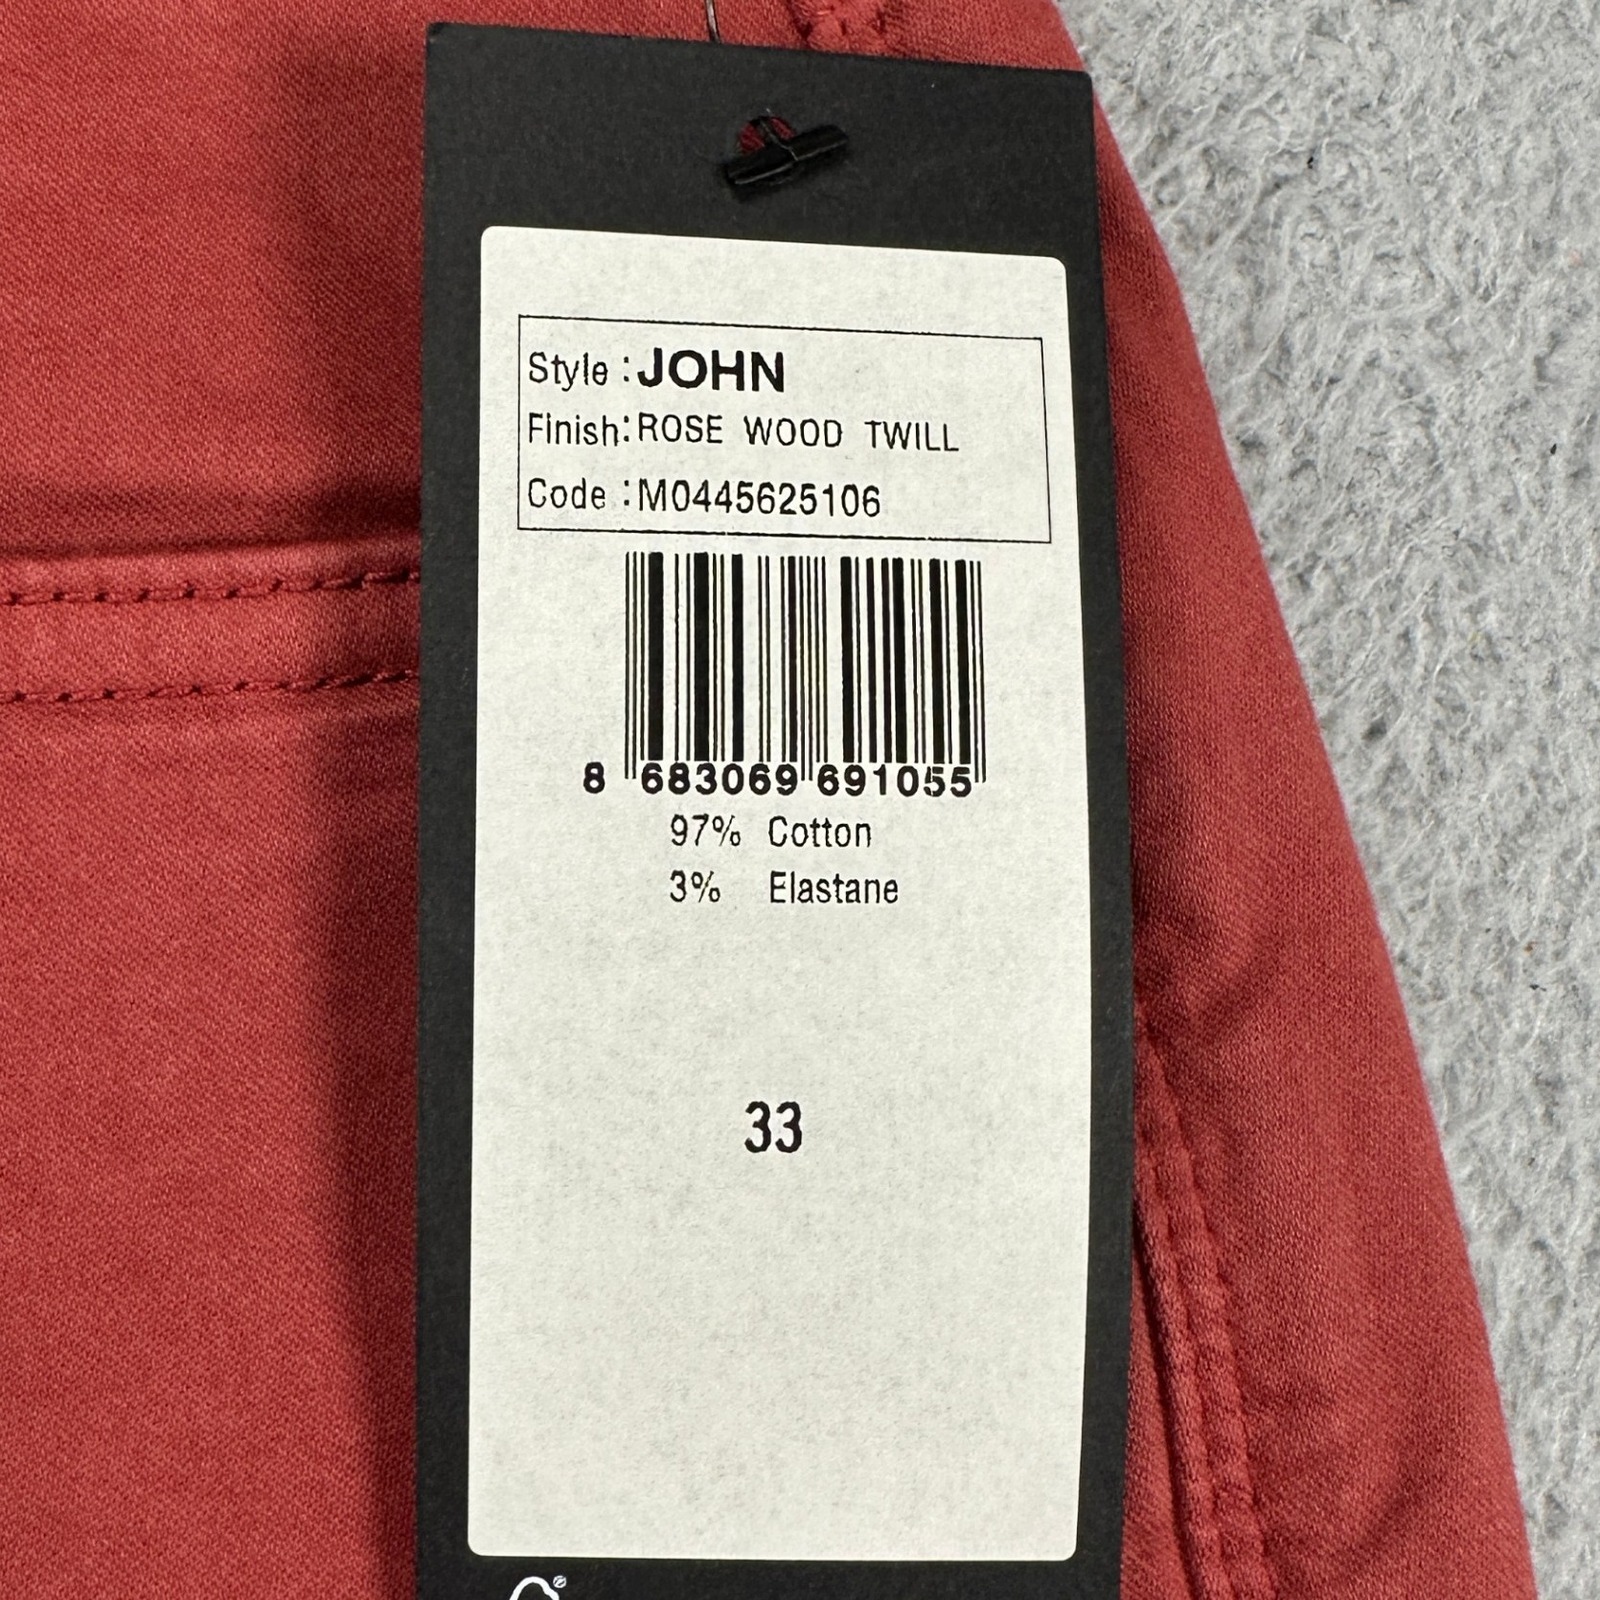 Style : JOHN
Finish: ROSE WOOD TWILL
Code : M0445625106
8 683069 691055
97% Cotton
3% Elastane
33
®